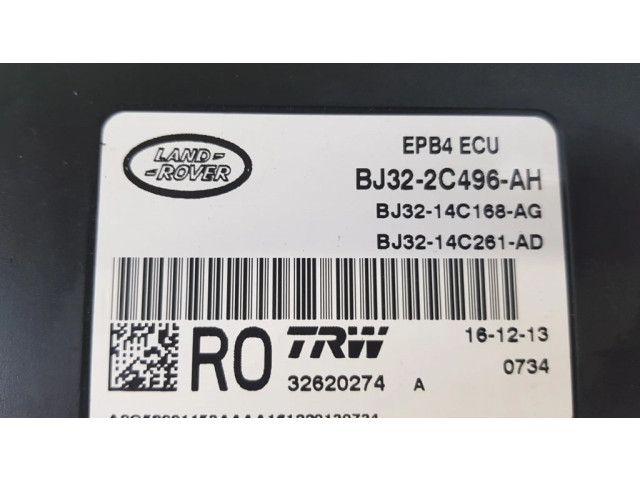 LAND-
-ROVER
EPB4 ECU
BJ32-2C496-AH
BJ32-14C168-AG
BJ32-14C261-AD
RO TRW 16-12-13
32620274 A 0734